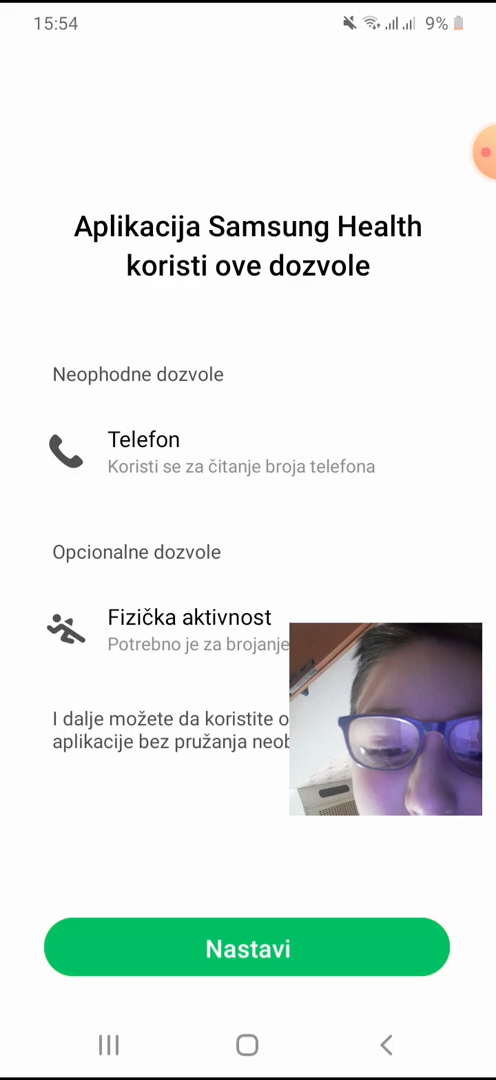 15:54
9%
Aplikacija Samsung Health
koristi ove dozvole
Neophodne dozvole
Telefon
Koristi se za čitanje broja telefona
Opcionalne dozvole
Fizička aktivnost
Potrebno je za brojanje
I dalje možete da koristite
aplikacije bez pružanja
Nastavi